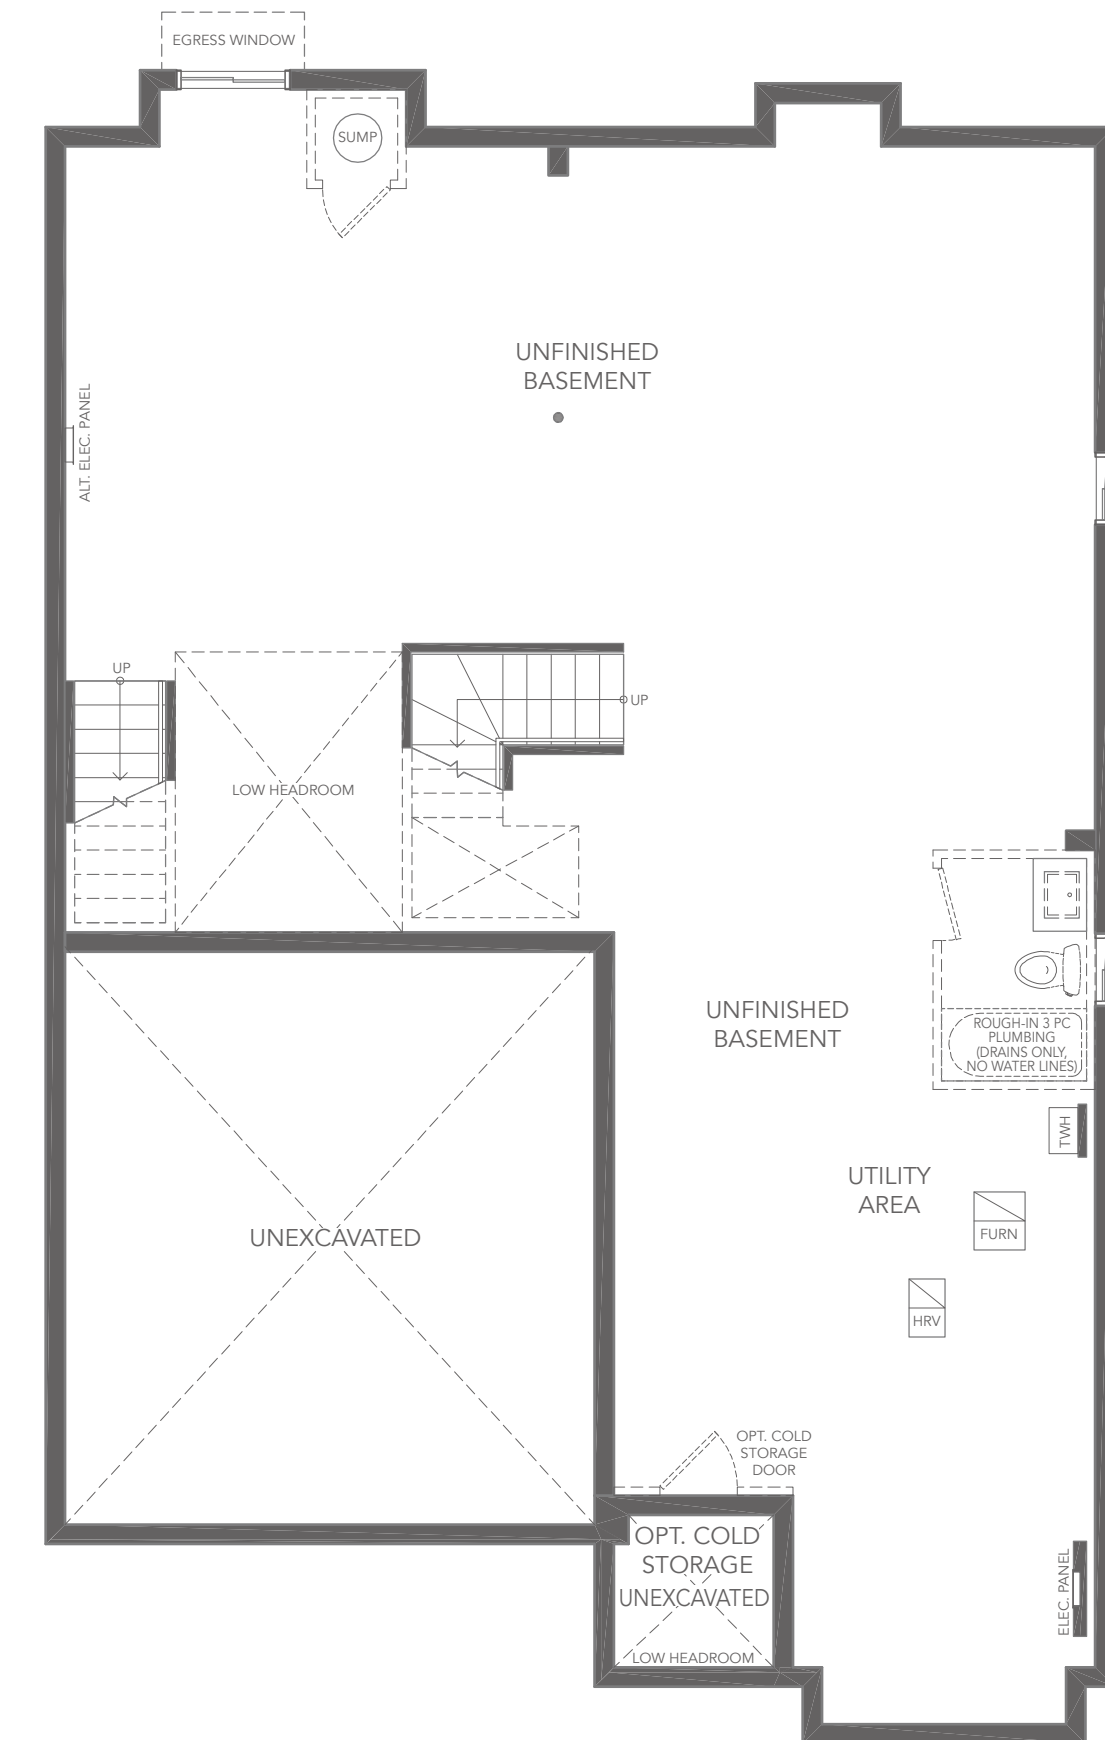 EGRESS WINDOW
SUMP
UNFINISHED
BASEMENT
ALT. ELEC. PANEL
UP
UP
LOW HEADROOM
UNFINISHED
BASEMENT
ROUGH-IN 3 PC
PLUMBING
(DRAINS ONLY,
NO WATER LINES)
TWH
UTILITY
AREA
FURN
UNEXCAVATED
HRV
OPT. COLD
STORAGE
DOOR
OPT. COLD
STORAGE
UNEXCAVATED
LOW HEADROOM
ELEC. PANEL